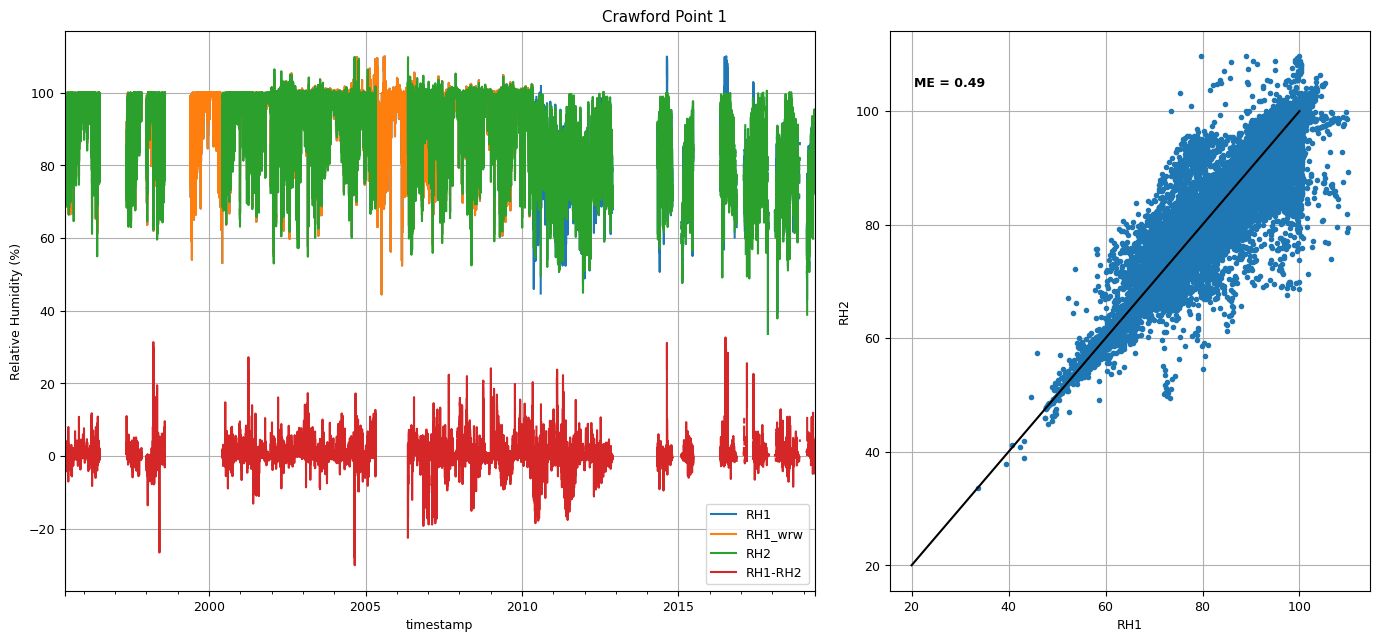 Crawford Point 1
Relative Humidity (%)
100
80
60
40
20
0
−20
2000
2005
2010
2015
timestamp
RH1
RH1_wrw
RH2
RH1-RH2
ME = 0.49
RH2
100
80
60
40
20
20
40
60
80
100
RH1